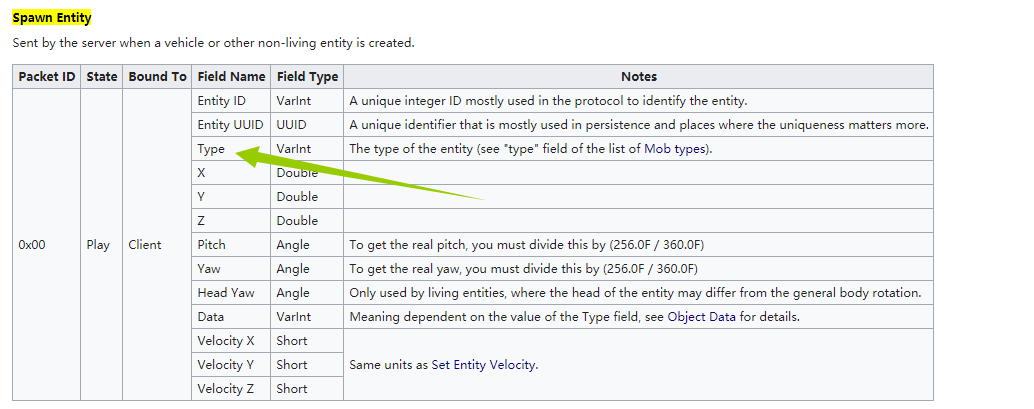 Spawn Entity
Sent by the server when a vehicle or other non-living entity is created.
Packet ID State Bound To Field Name Field Type Notes
Entity ID VarInt A unique integer ID mostly used in the protocol to identify the entity.
Entity UUID UUID A unique identifier that is mostly used in persistence and places where the uniqueness matters more.
Type VarInt The type of the entity (see "type" field of the list of Mob types).
X Double
Y Double
Z Double
0x00 Play Client Pitch Angle To get the real pitch, you must divide this by (256.0F / 360.0F)
Yaw Angle To get the real yaw, you must divide this by (256.0F / 360.0F)
Head Yaw Angle Only used by living entities, where the head of the entity may differ from the general body rotation.
Data VarInt Meaning dependent on the value of the Type field, see Object Data for details.
Velocity X Short
Velocity Y Short Same units as Set Entity Velocity.
Velocity Z Short